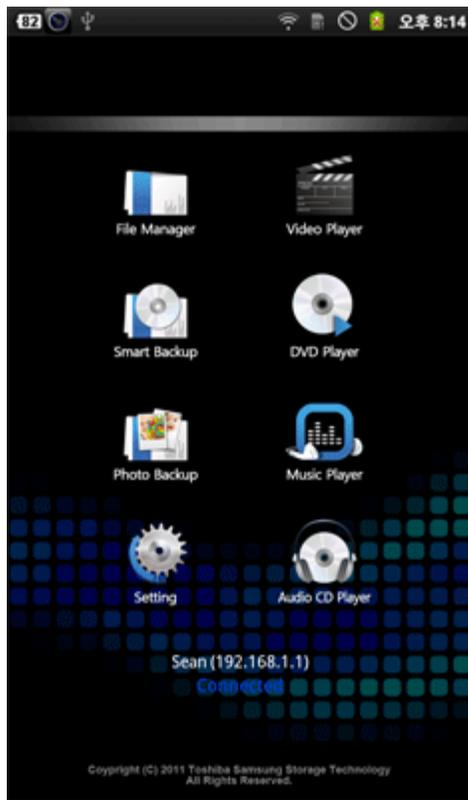 82
오후 8:14
File Manager
Video Player
Smart Backup
DVD Player
Photo Backup
Music Player
Setting
Audio CD Player
Sean (192.168.1.1)
Connected
Coypright (C) 2011 Toshiba Samsung Storage Technology
All Rights Reserved.